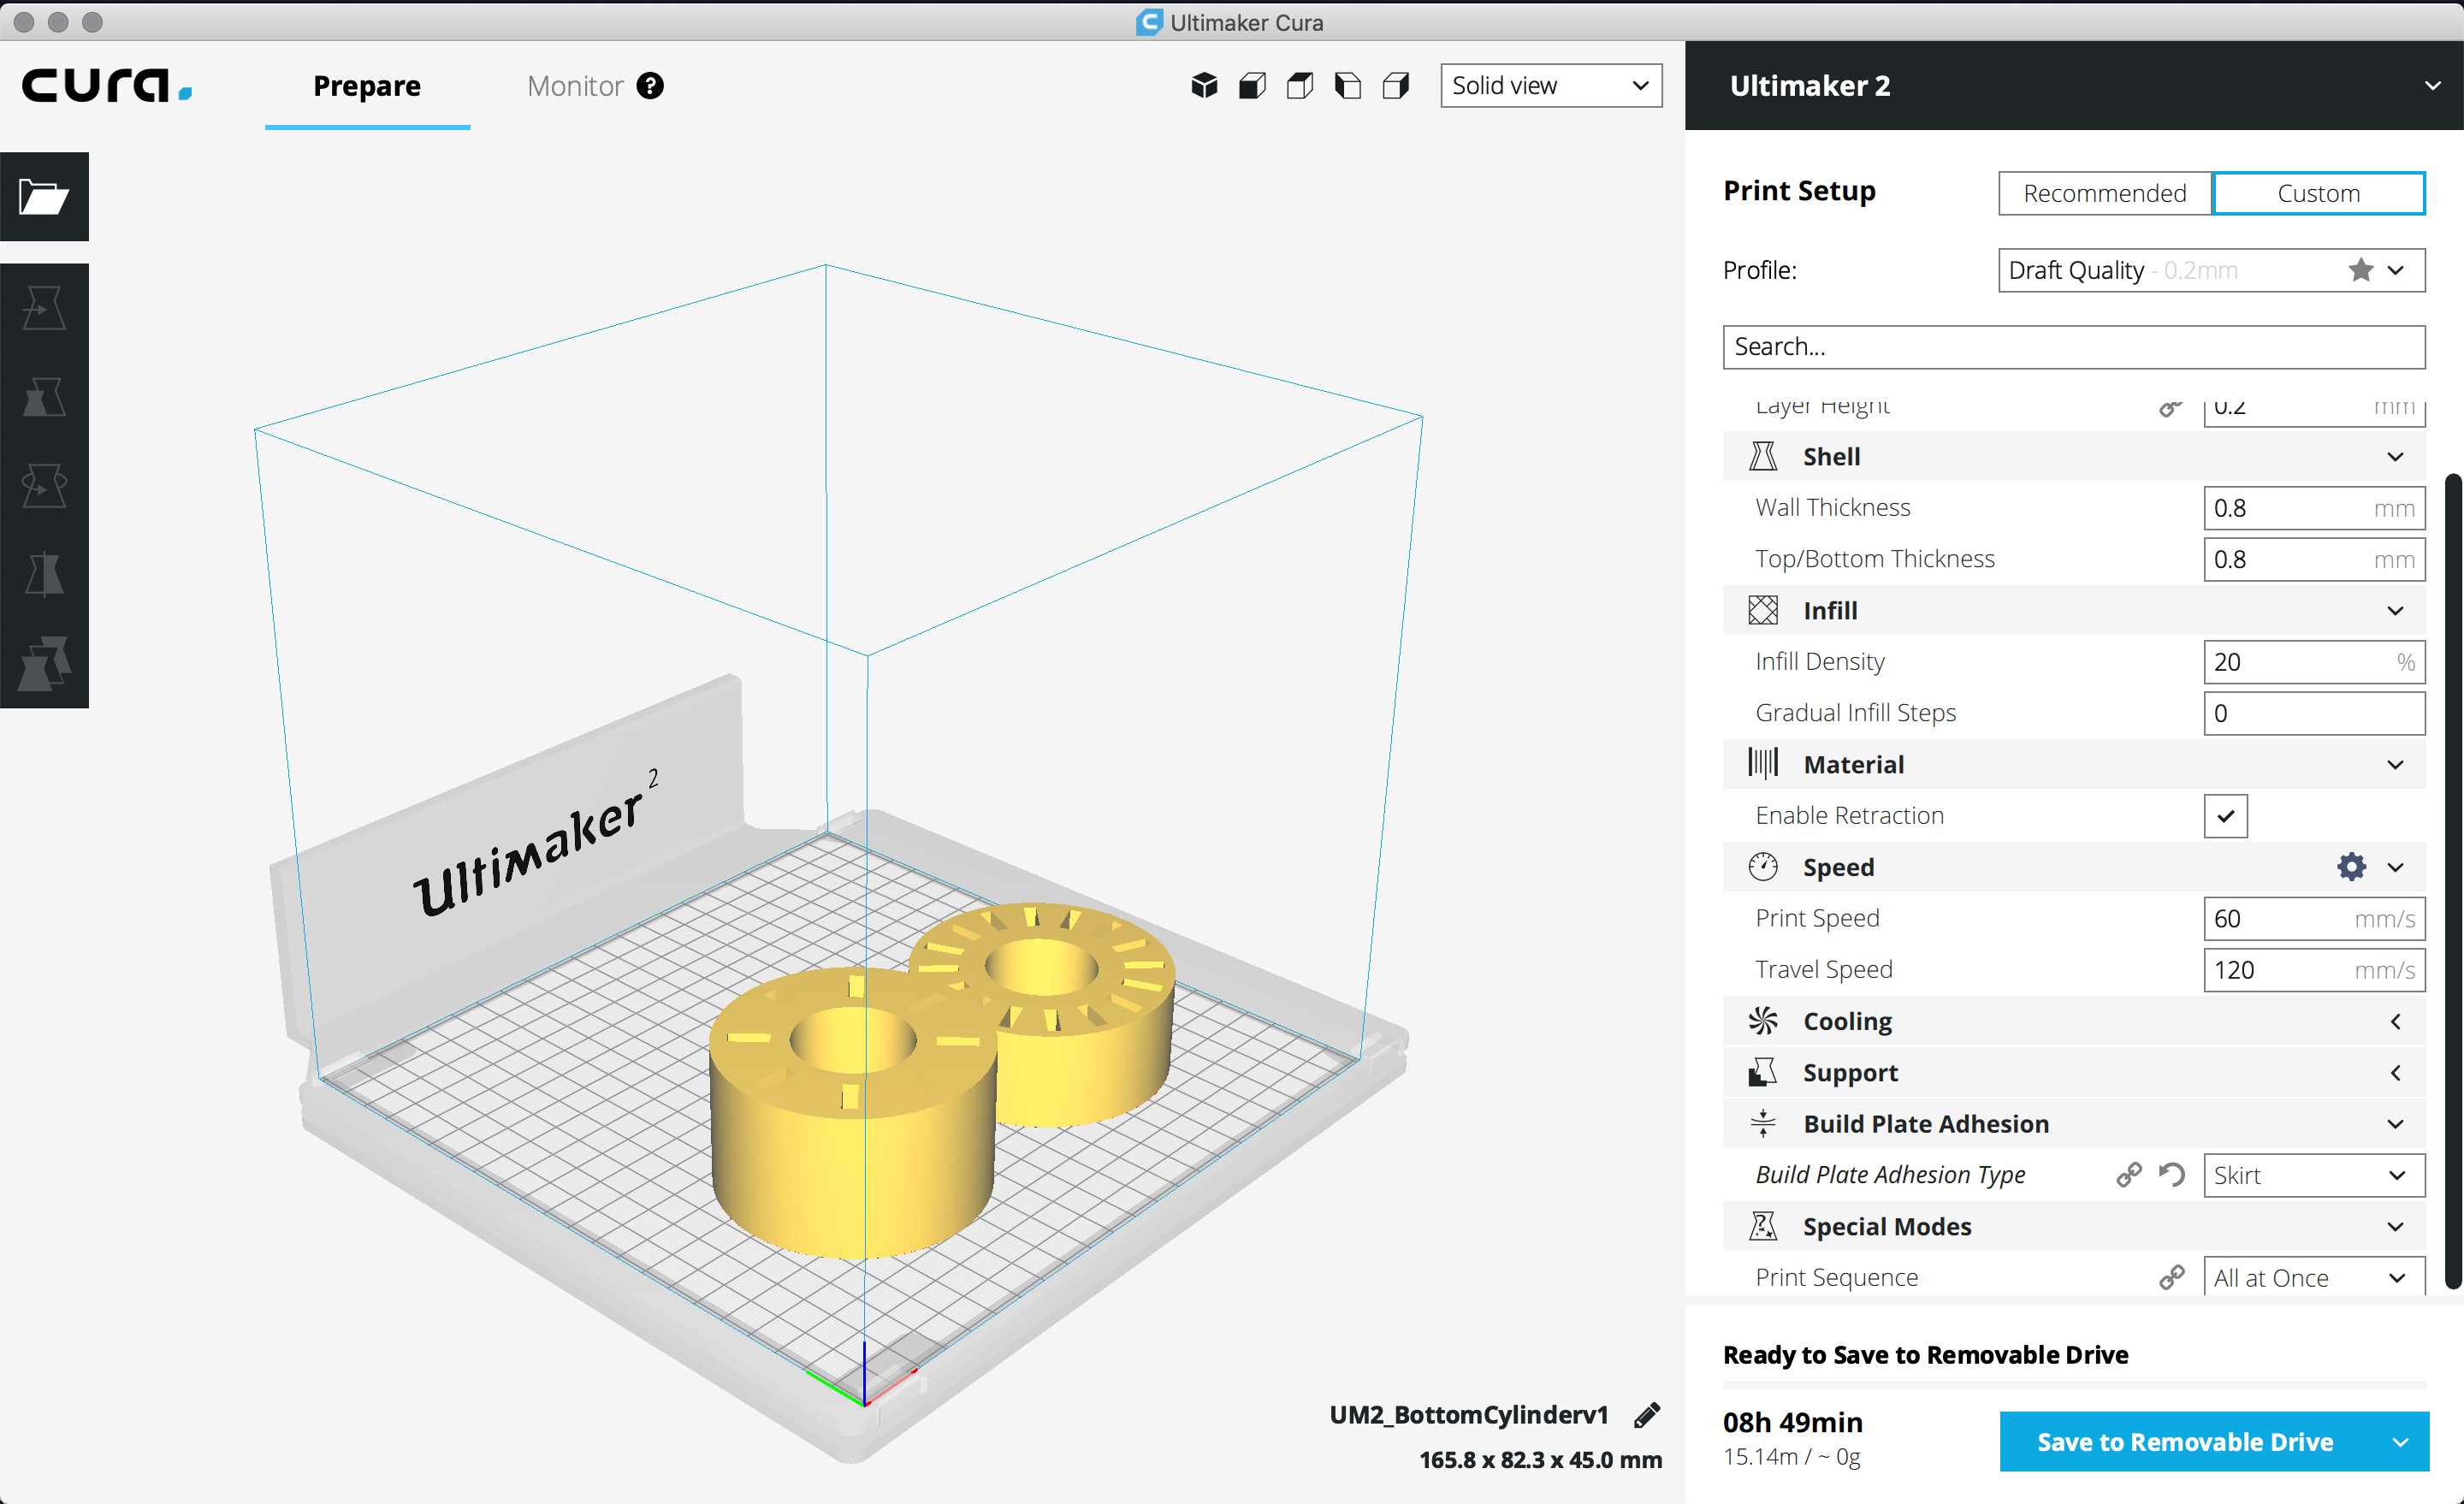 Ultimaker Cura
cura.
Prepare
Monitor ?
Solid view
Ultimaker 2
Print Setup
Recommended
Custom
Profile:
Draft Quality - 0.2mm
Search...
Layer Height
0.2 mm
Shell
Wall Thickness
0.8 mm
Top/Bottom Thickness
0.8 mm
Infill
Infill Density
20 %
Gradual Infill Steps
0
Material
Enable Retraction
Speed
Print Speed
60 mm/s
Travel Speed
120 mm/s
Cooling
Support
Build Plate Adhesion
Build Plate Adhesion Type
Skirt
Special Modes
Print Sequence
All at Once
Ultimaker 2
UM2_BottomCylinderv1
165.8 x 82.3 x 45.0 mm
Ready to Save to Removable Drive
08h 49min
15.14m / ~ 0g
Save to Removable Drive